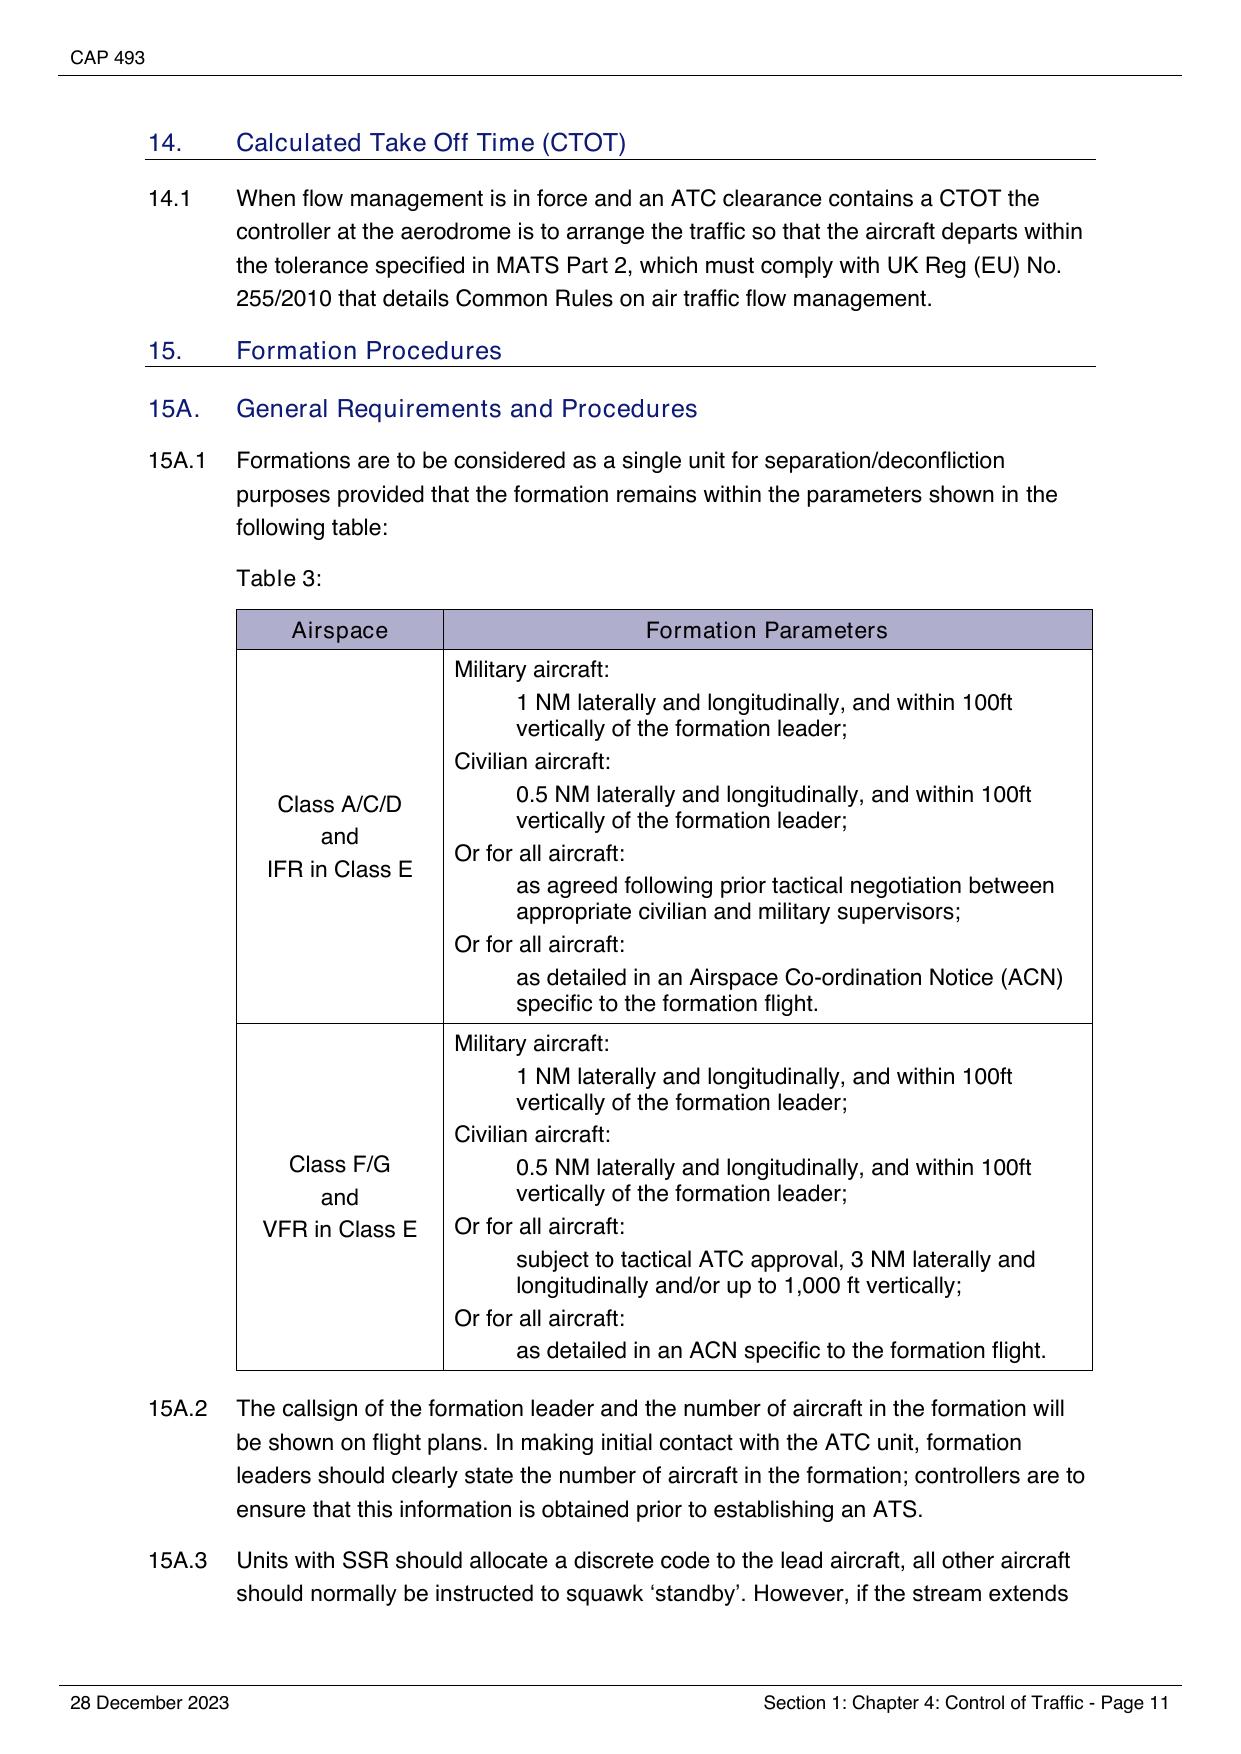 CAP 493
14. Calculated Take Off Time (CTOT)
14.1 When flow management is in force and an ATC clearance contains a CTOT the
controller at the aerodrome is to arrange the traffic so that the aircraft departs within
the tolerance specified in MATS Part 2, which must comply with UK Reg (EU) No.
255/2010 that details Common Rules on air traffic flow management.
15. Formation Procedures
15A. General Requirements and Procedures
15A.1 Formations are to be considered as a single unit for separation/deconfliction
purposes provided that the formation remains within the parameters shown in the
following table:
Table 3:
Airspace Formation Parameters
Class A/C/D
and
IFR in Class E
Military aircraft:
1 NM laterally and longitudinally, and within 100ft
vertically of the formation leader;
Civilian aircraft:
0.5 NM laterally and longitudinally, and within 100ft
vertically of the formation leader;
Or for all aircraft:
as agreed following prior tactical negotiation between
appropriate civilian and military supervisors;
Or for all aircraft:
as detailed in an Airspace Co-ordination Notice (ACN)
specific to the formation flight.
Class F/G
and
VFR in Class E
Military aircraft:
1 NM laterally and longitudinally, and within 100ft
vertically of the formation leader;
Civilian aircraft:
0.5 NM laterally and longitudinally, and within 100ft
vertically of the formation leader;
Or for all aircraft:
subject to tactical ATC approval, 3 NM laterally and
longitudinally and/or up to 1,000 ft vertically;
Or for all aircraft:
as detailed in an ACN specific to the formation flight.
15A.2 The callsign of the formation leader and the number of aircraft in the formation will
be shown on flight plans. In making initial contact with the ATC unit, formation
leaders should clearly state the number of aircraft in the formation; controllers are to
ensure that this information is obtained prior to establishing an ATS.
15A.3 Units with SSR should allocate a discrete code to the lead aircraft, all other aircraft
should normally be instructed to squawk ‘standby’. However, if the stream extends
28 December 2023 Section 1: Chapter 4: Control of Traffic - Page 11